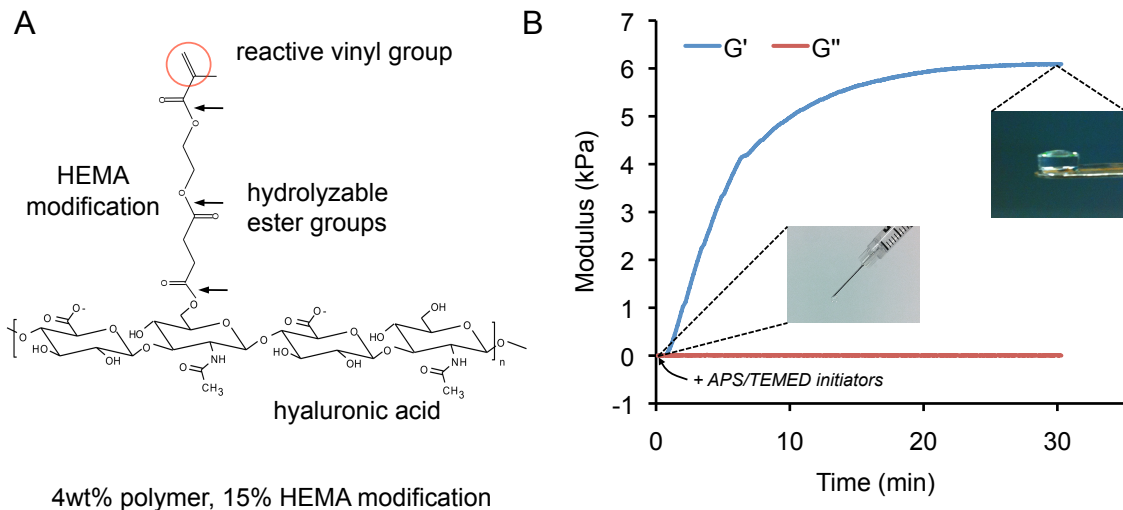 A
reactive vinyl group
HEMA
modification
hydrolyzable
ester groups
O
O
O
O
O
O
O
O
O-
O
OH
O
HO
OH
O
HO
O
NH
O
CH3
O
O-
O
O
HO
OH
O
OH
HO
O
NH
O
CH3
O
n
hyaluronic acid
4wt% polymer, 15% HEMA modification
B
G' G"
Modulus (kPa)
7
6
5
4
3
2
1
0
-1
+ APS/TEMED initiators
0 10 20 30
Time (min)